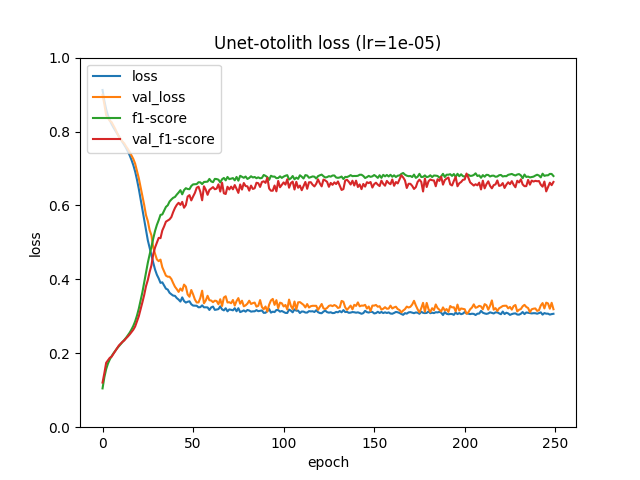 Unet-otolith loss (lr=1e-05)
loss
val_loss
f1-score
val_f1-score
1.0
0.8
0.6
0.4
0.2
0.0
loss
0 50 100 150 200 250
epoch